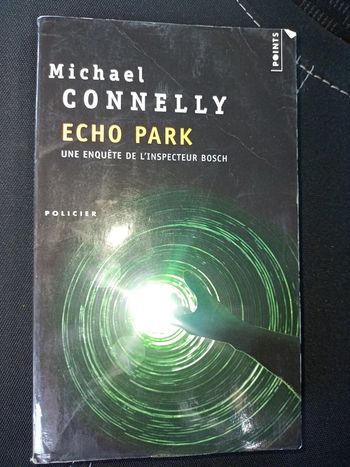 POINTS
Michael
CONNELLY
ECHO PARK
UNE ENQUÊTE DE L'INSPECTEUR BOSCH
POLICIER